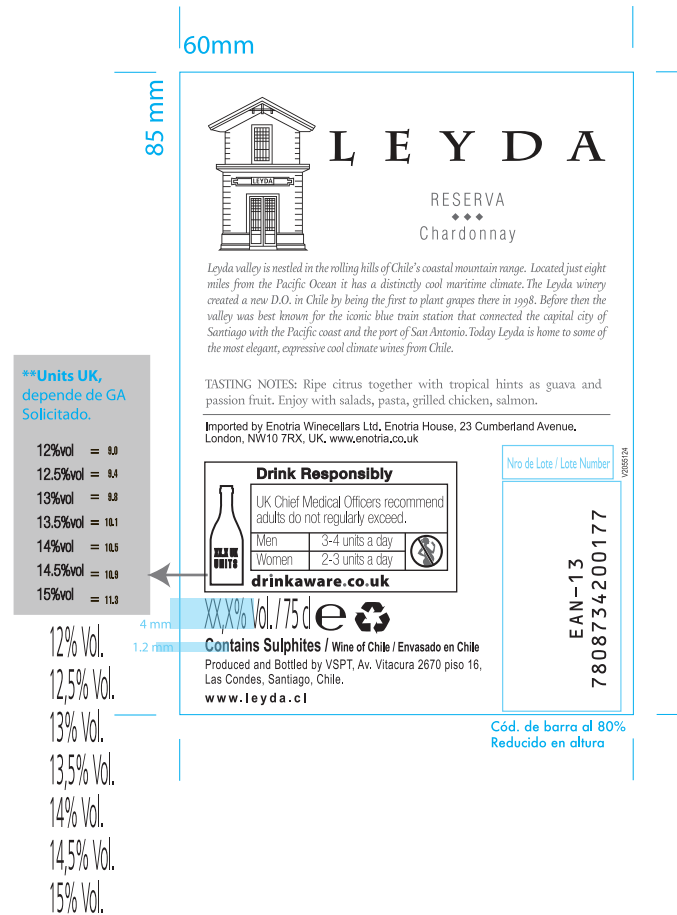 60mm
85 mm
LEYDA
LEYDA
RESERVA
Chardonnay
Leyda valley is nestled in the rolling hills of Chile's coastal mountain range. Located just eight
miles from the Pacific Ocean it has a distinctly cool maritime climate. The Leyda winery
created a new D.O. in Chile by being the first to plant grapes there in 1998. Before then the
valley was best known for the iconic blue train station that connected the capital city of
Santiago with the Pacific coast and the port of San Antonio. Today Leyda is home to some of
the most elegant, expressive cool climate wines from Chile.
TASTING NOTES: Ripe citrus together with tropical hints as guava and
passion fruit. Enjoy with salads, pasta, grilled chicken, salmon.
Imported by Enotria Winecellars Ltd. Enotria House, 23 Cumberland Avenue.
London, NW10 7RX, UK. www.enotria.co.uk
**Units UK,
depende de GA
Solicitado.
12%vol = 9.0
12.5%vol = 9.4
13%vol = 9.8
13.5%vol = 10.1
14%vol = 10.5
14.5%vol = 10.9
15%vol = 11.3
Drink Responsibly
UK Chief Medical Officers recommend
adults do not regularly exceed.
Men 3-4 units a day
Women 2-3 units a day
XX.X UK
UNITS
drinkaware.co.uk
Nro de Lote / Lote Number
V2055124
EAN-13
7808734200177
4 mm
XX,X% Vol. / 75 cl e
1.2 mm
Contains Sulphites / Wine of Chile / Envasado en Chile
Produced and Bottled by VSPT, Av. Vitacura 2670 piso 16,
Las Condes, Santiago, Chile.
www.leyda.cl
Cód. de barra al 80%
Reducido en altura
12% Vol.
12,5% Vol.
13% Vol.
13,5% Vol.
14% Vol.
14,5% Vol.
15% Vol.